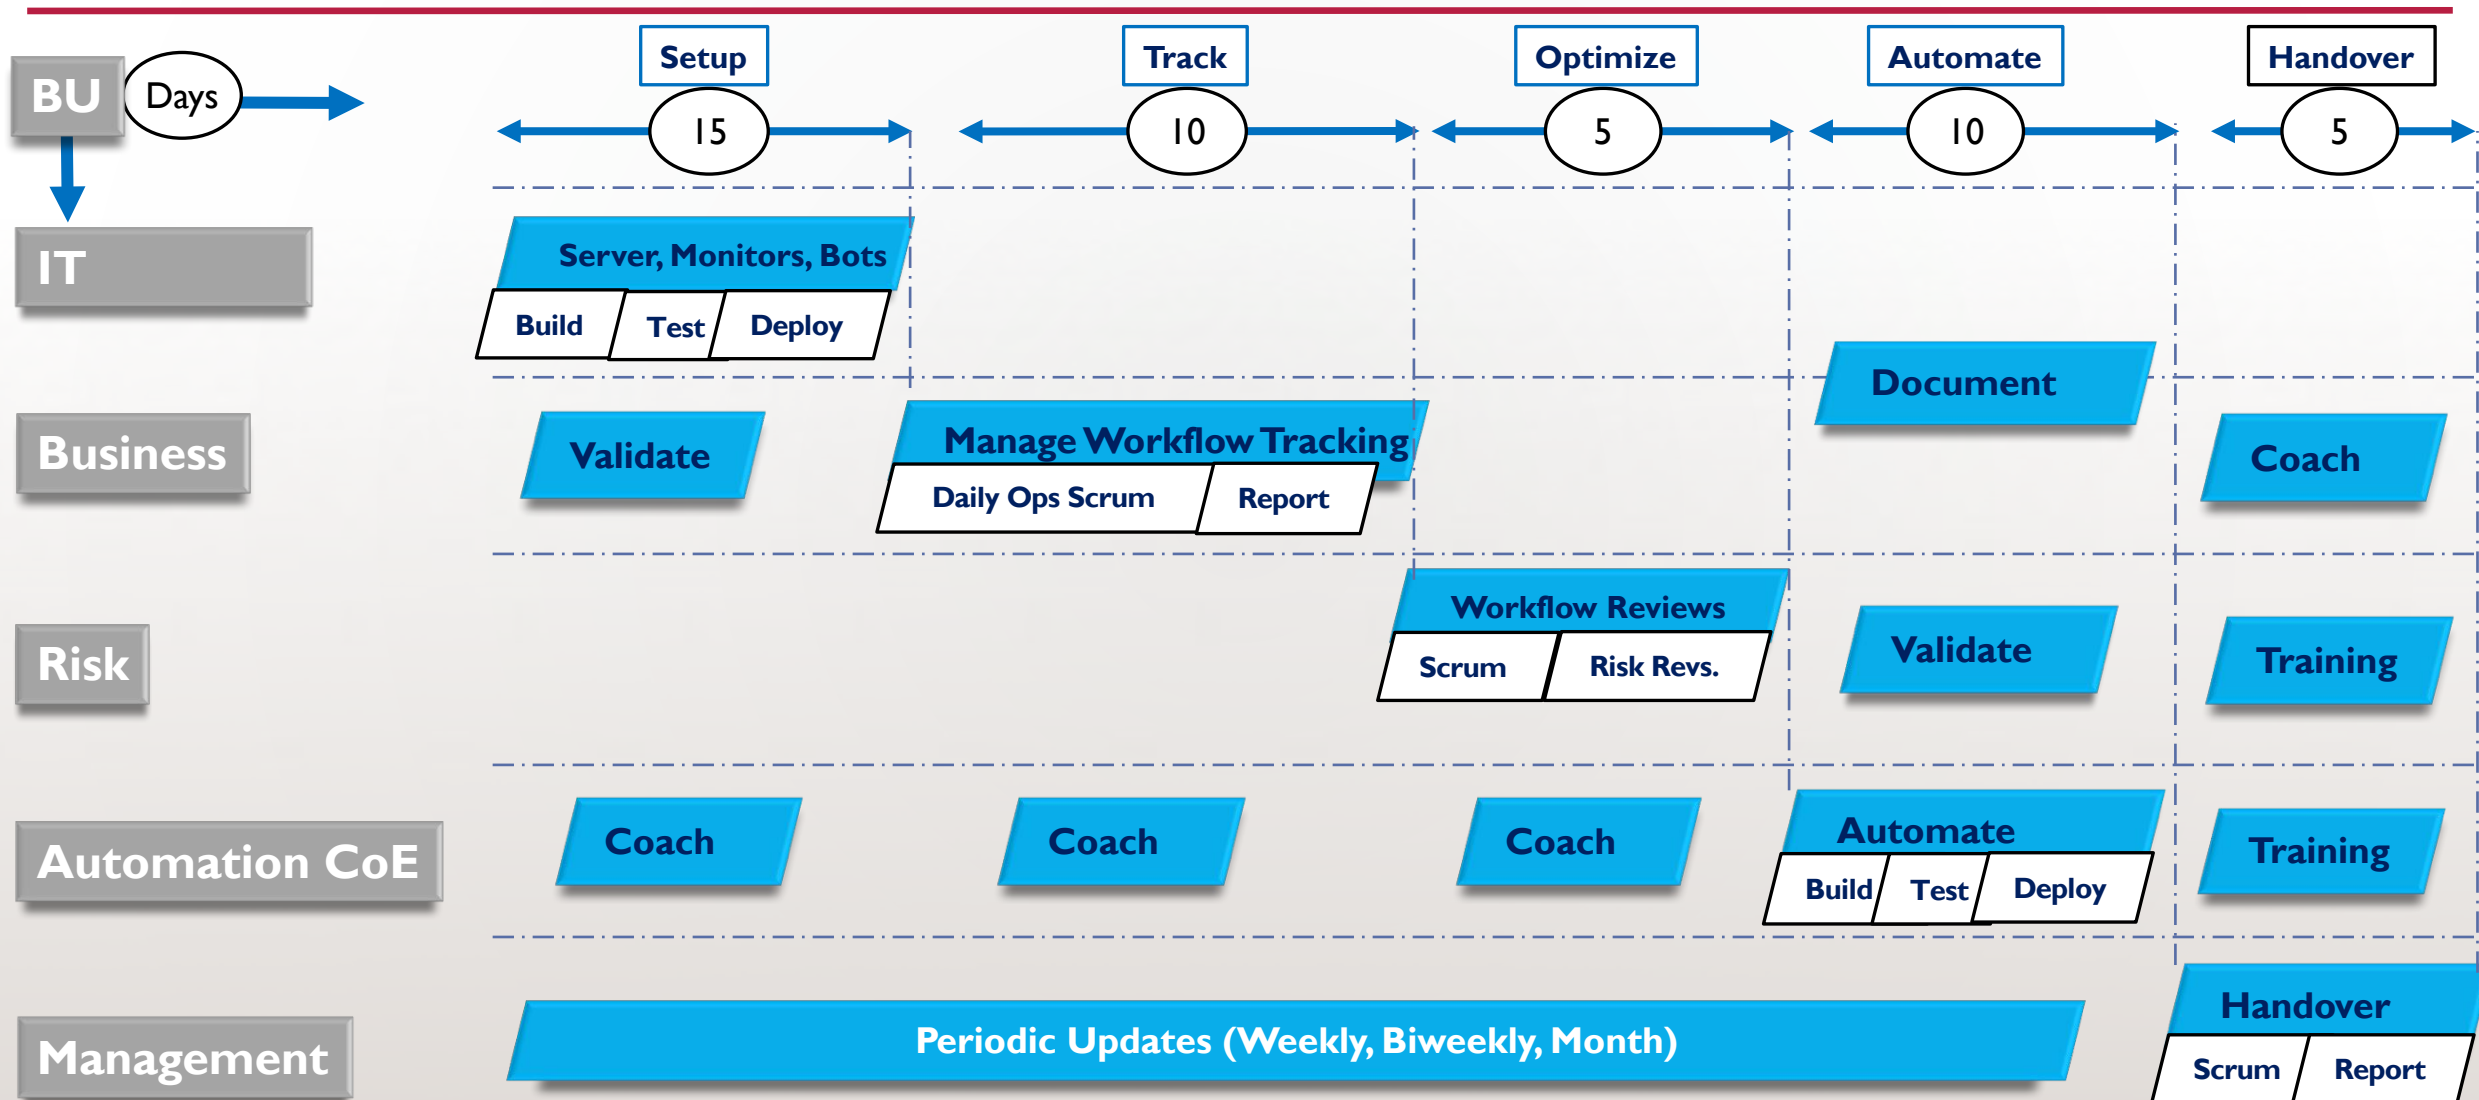 Setup
Track
Optimize
Automate
Handover
BU
Days
15
10
5
10
5
IT
Server, Monitors, Bots
Build
Test
Deploy
Document
Business
Validate
Manage Workflow Tracking
Daily Ops Scrum
Report
Coach
Risk
Workflow Reviews
Scrum
Risk Revs.
Validate
Training
Automation CoE
Coach
Coach
Coach
Automate
Build
Test
Deploy
Training
Management
Periodic Updates (Weekly, Biweekly, Month)
Handover
Scrum
Report